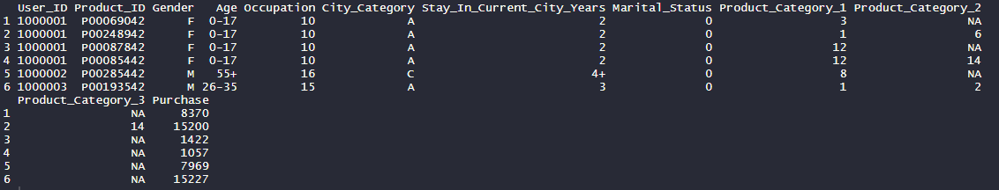 User_ID Product_ID Gender   Age Occupation City_Category Stay_In_Current_City_Years Marital_Status Product_Category_1 Product_Category_2
1 1000001  P00069042      F  0-17         10             A                          2              0                  3                 NA
2 1000001  P00248942      F  0-17         10             A                          2              0                  1                  6
3 1000001  P00087842      F  0-17         10             A                          2              0                 12                 NA
4 1000001  P00085442      F  0-17         10             A                          2              0                 12                 14
5 1000002  P00285442      M   55+         16             C                         4+              0                  8                 NA
6 1000003  P00193542      M 26-35         15             A                          3              0                  1                  2
  Product_Category_3 Purchase
1                 NA     8370
2                 14    15200
3                 NA     1422
4                 NA     1057
5                 NA     7969
6                 NA    15227